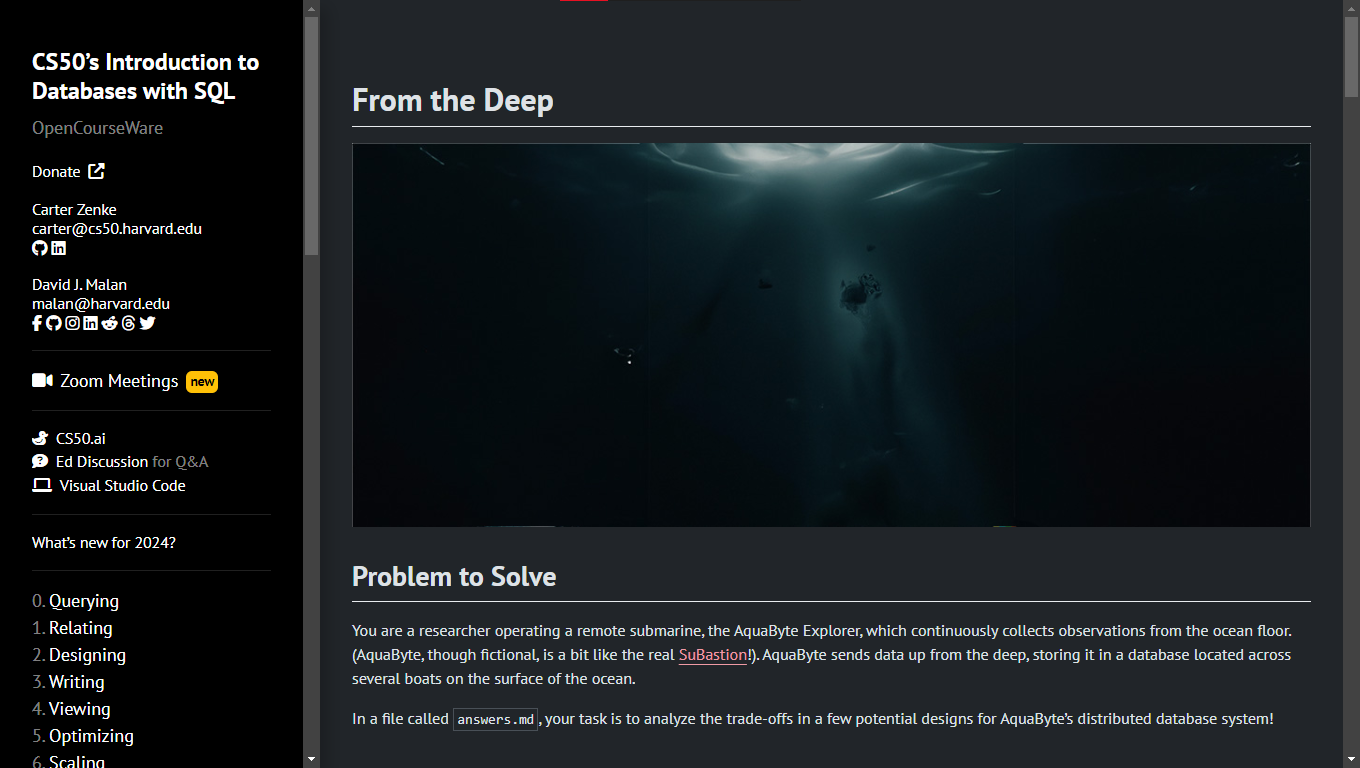 CS50’s Introduction to
Databases with SQL
OpenCourseWare
Donate
Carter Zenke
carter@cs50.harvard.edu
David J. Malan
malan@harvard.edu
Zoom Meetings new
CS50.ai
Ed Discussion for Q&A
Visual Studio Code
What’s new for 2024?
0. Querying
1. Relating
2. Designing
3. Writing
4. Viewing
5. Optimizing
6. Scaling
From the Deep
Problem to Solve
You are a researcher operating a remote submarine, the AquaByte Explorer, which continuously collects observations from the ocean floor.
(AquaByte, though fictional, is a bit like the real SuBastion!). AquaByte sends data up from the deep, storing it in a database located across
several boats on the surface of the ocean.
In a file called answers.md, your task is to analyze the trade-offs in a few potential designs for AquaByte’s distributed database system!